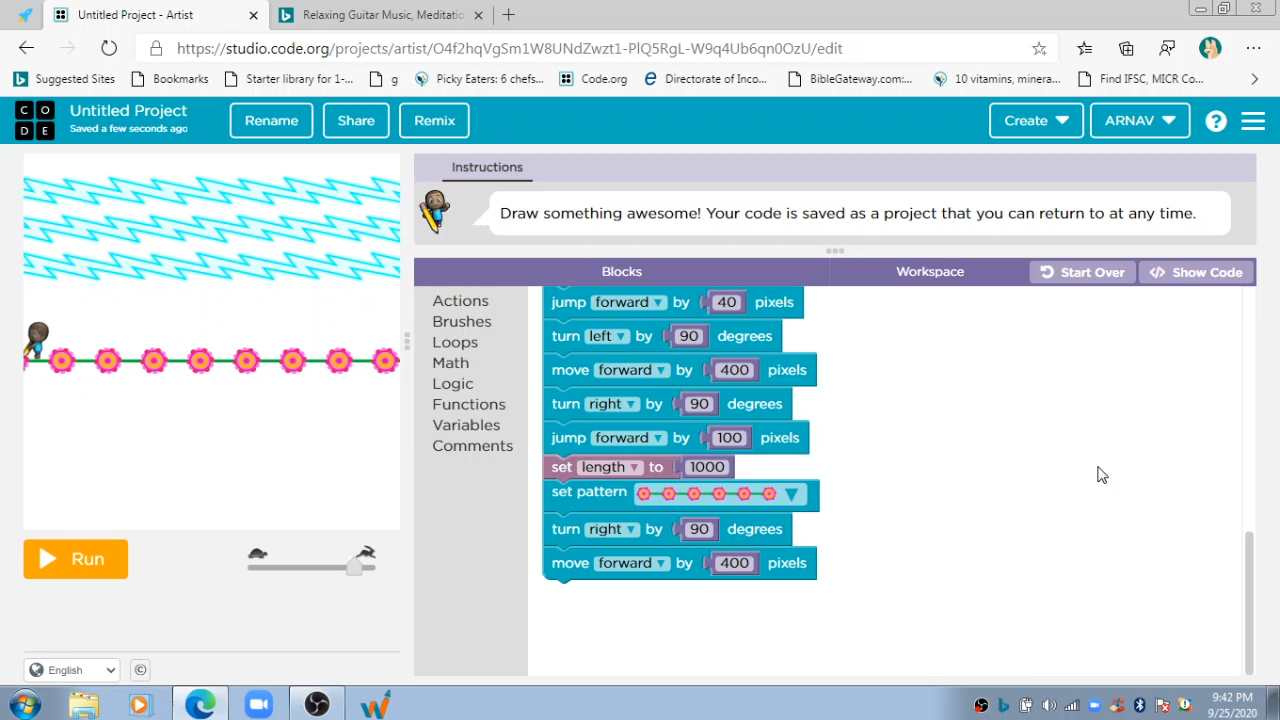 Untitled Project - Artist
Relaxing Guitar Music, Meditatio
https://studio.code.org/projects/artist/O4f2hqVgSm1W8UNdZwzt1-PlQ5RgL-W9q4Ub6qn0OzU/edit
Suggested Sites
Bookmarks
Starter library for 1-...
g
Picky Eaters: 6 chefs...
Code.org
Directorate of Inco...
BibleGateway.com:...
10 vitamins, minera...
Find IFSC, MICR Co...
C O
D E
Untitled Project
Saved a few seconds ago
Rename
Share
Remix
Create
ARNAV
?
Instructions
Draw something awesome! Your code is saved as a project that you can return to at any time.
Blocks
Workspace
Start Over
</> Show Code
Actions
Brushes
Loops
Math
Logic
Functions
Variables
Comments
jump forward by 40 pixels
turn left by 90 degrees
move forward by 400 pixels
turn right by 90 degrees
jump forward by 100 pixels
set length to 1000
set pattern
turn right by 90 degrees
move forward by 400 pixels
Run
English
©
9:42 PM
9/25/2020